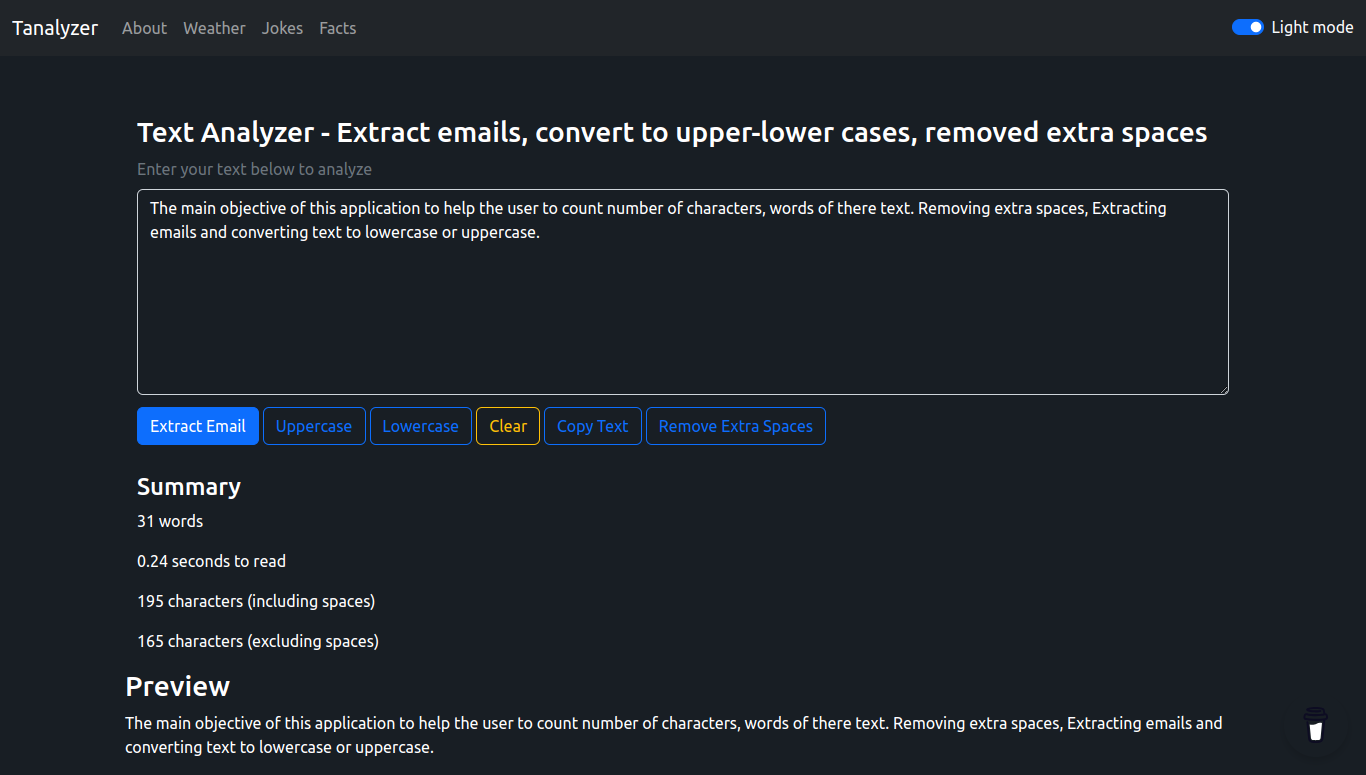 Tanalyzer About Weather Jokes Facts Light mode
Text Analyzer - Extract emails, convert to upper-lower cases, removed extra spaces
Enter your text below to analyze
The main objective of this application to help the user to count number of characters, words of there text. Removing extra spaces, Extracting
emails and converting text to lowercase or uppercase.
Extract Email Uppercase Lowercase Clear Copy Text Remove Extra Spaces
Summary
31 words
0.24 seconds to read
195 characters (including spaces)
165 characters (excluding spaces)
Preview
The main objective of this application to help the user to count number of characters, words of there text. Removing extra spaces, Extracting emails and
converting text to lowercase or uppercase.